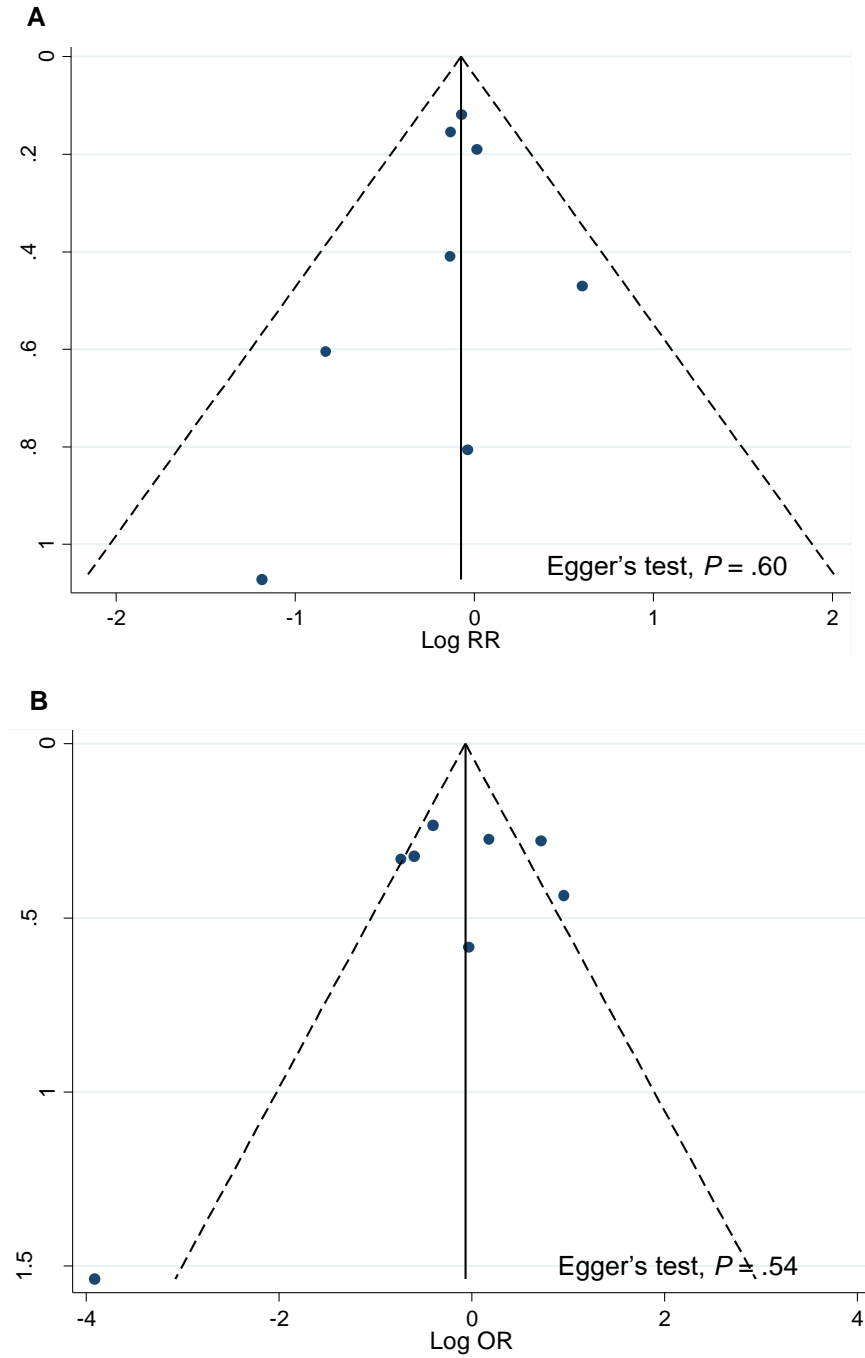 A
0
.2
.4
.6
.8
1
Egger’s test, P = .60
-2 -1 0 1 2
Log RR
B
0
.5
1
1.5
Egger’s test, P = .54
-4 -2 0 2 4
Log OR